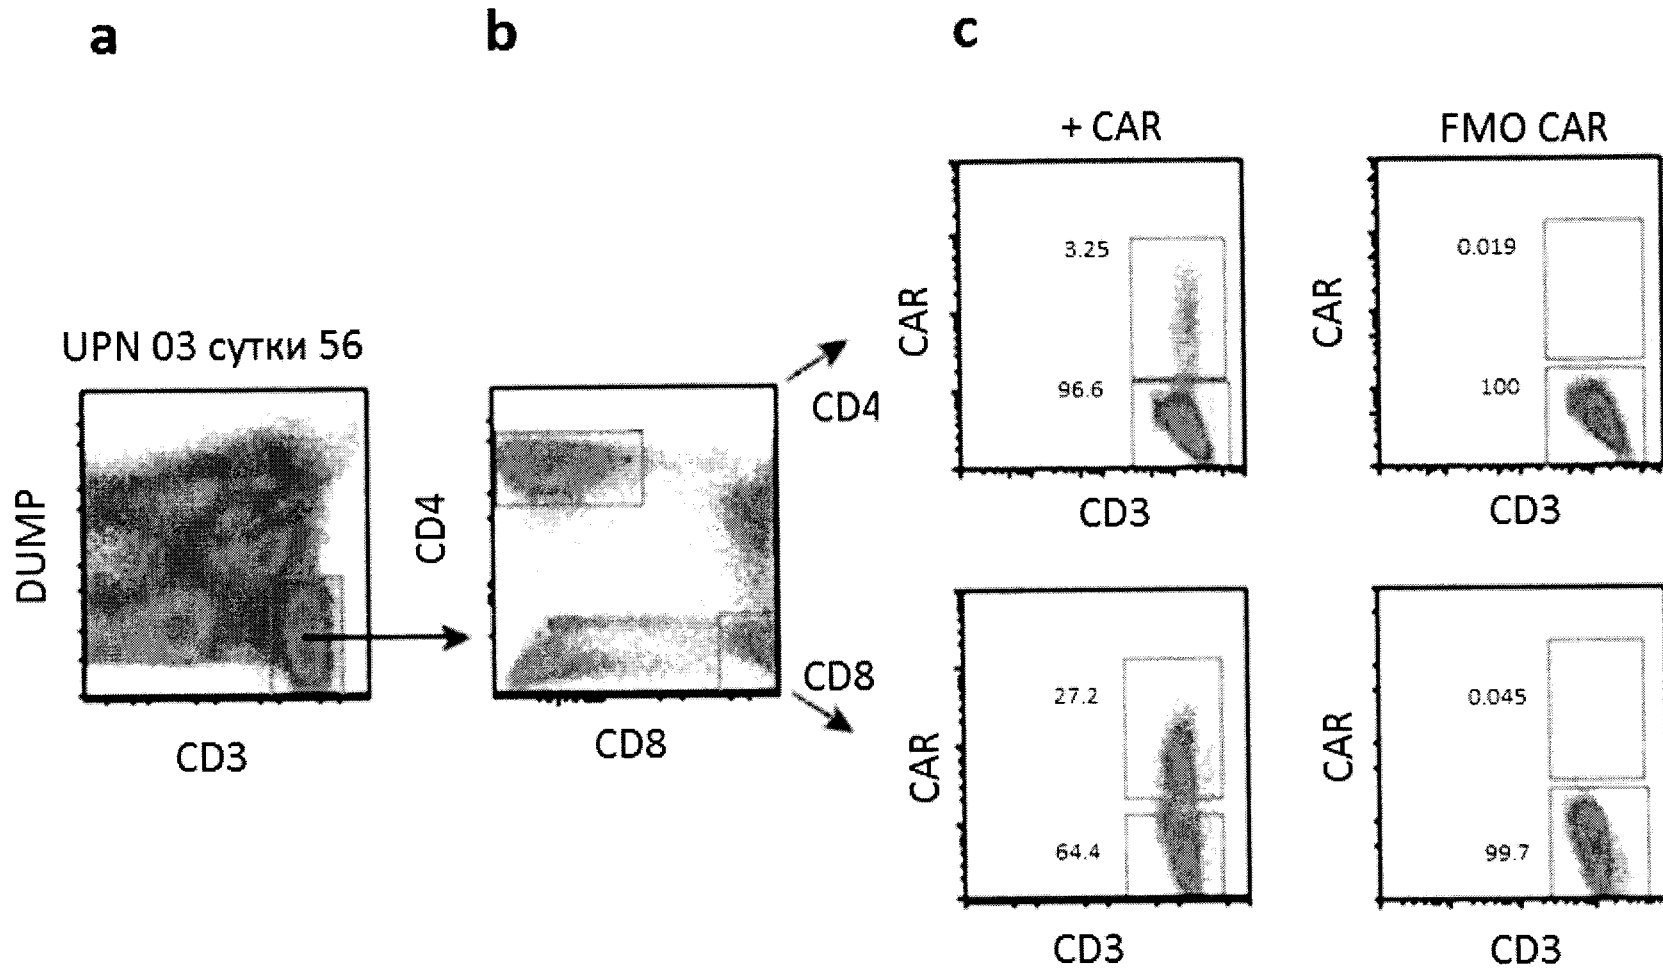 a
b
c
+ CAR
FMO CAR
3.25
96.6
CAR
CD3
0.019
100
CAR
CD3
UPN 03 сутки 56
DUMP
CD3
CD4
CD8
CD4
CD8
27.2
64.4
CAR
CD3
0.045
99.7
CAR
CD3